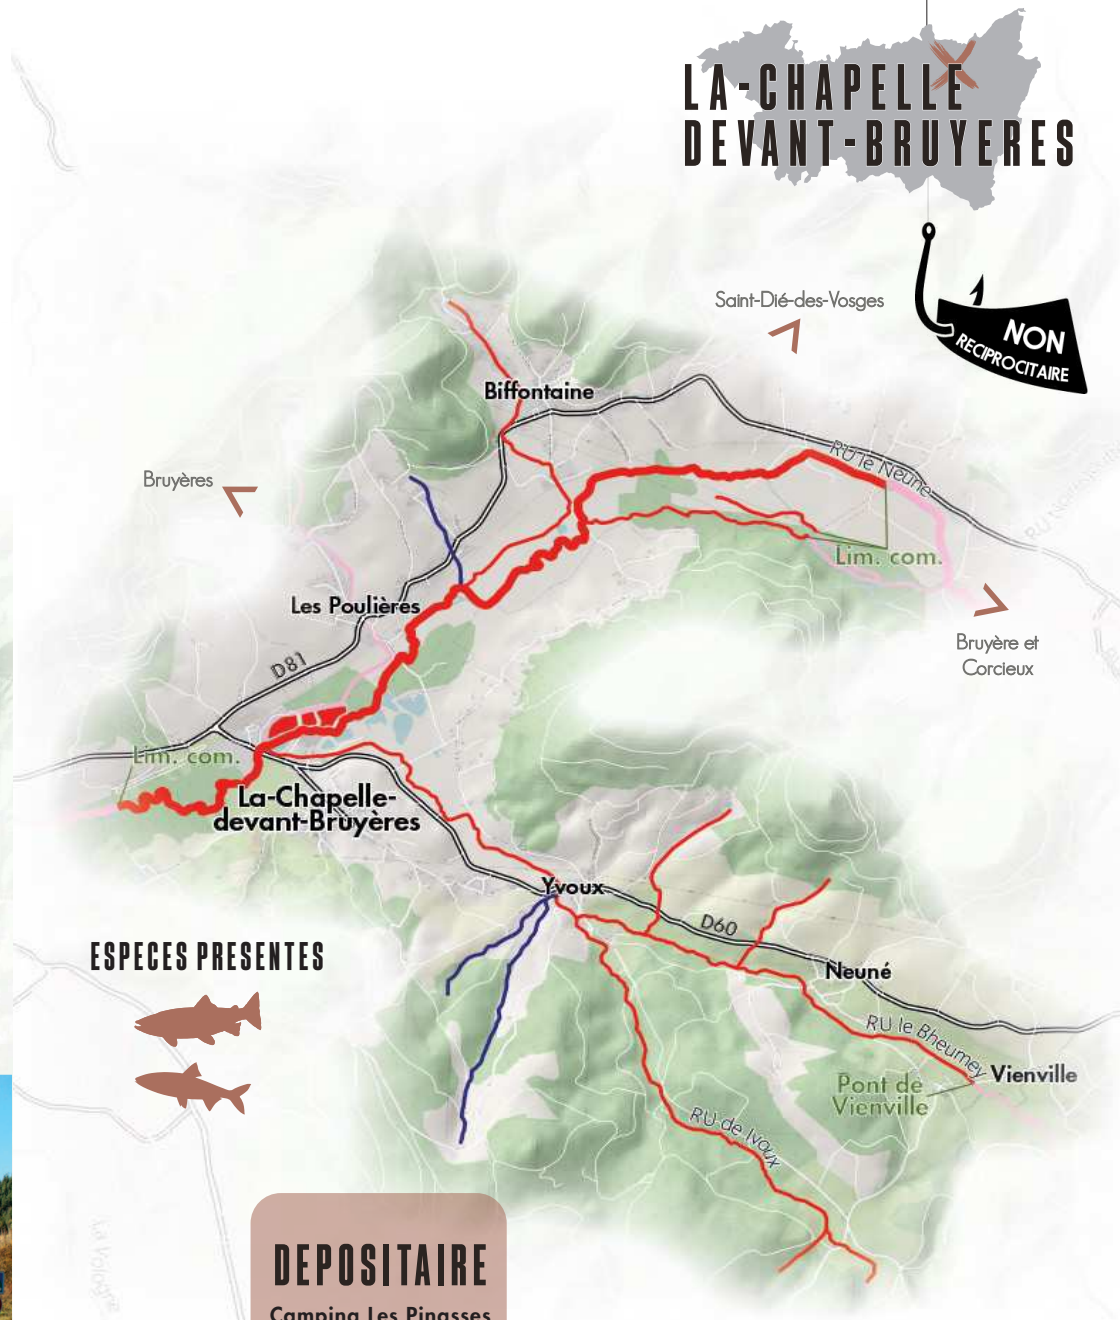 LA-CHAPELLE
DEVANT-BRUYERES
NON
RECIPROCITAIRE
Saint-Dié-des-Vosges
Biffontaine
Bruyères
RU le Neune
Lim. com.
Les Poulières
Bruyère et
Corcieux
D81
Lim. com.
La-Chapelle-
devant-Bruyères
Yvoux
D60
Neuné
ESPECES PRESENTES
RU le Bheumey
Vienville
Pont de
Vienville
RU de Ivoux
DEPOSITAIRE
Camping Les Pinasses